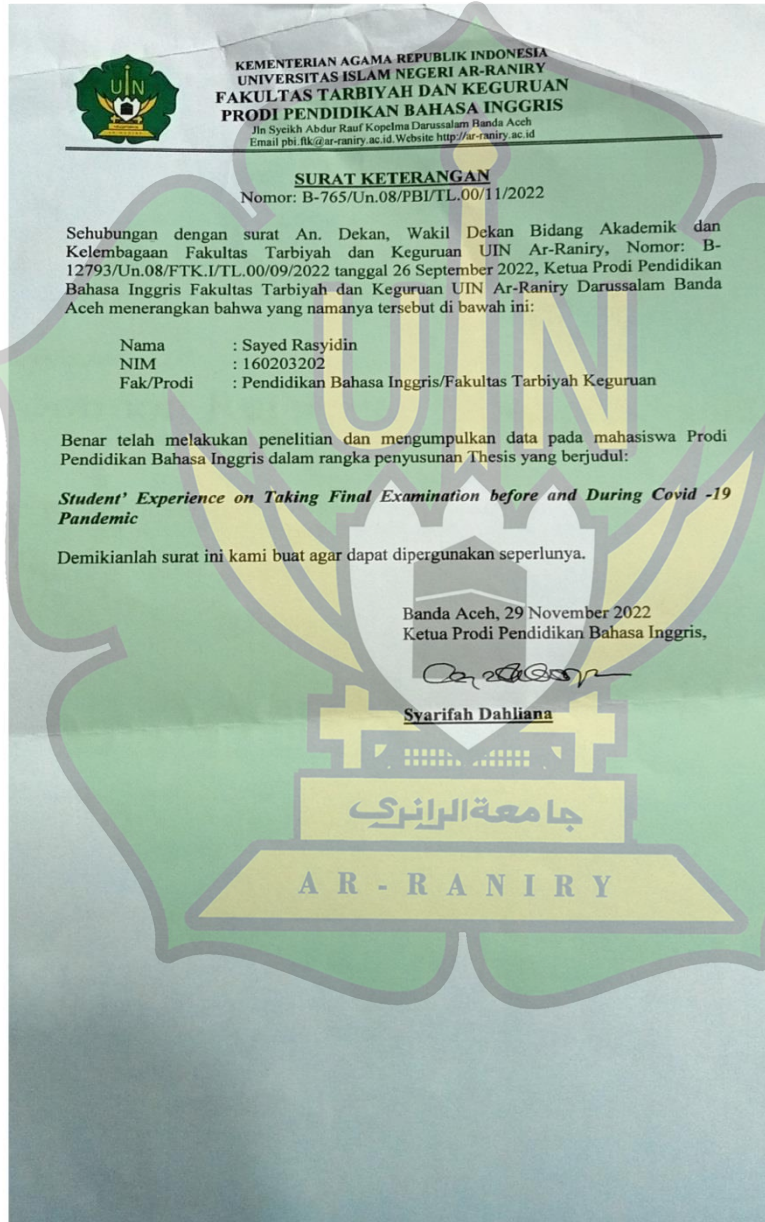 UIN
KEMENTERIAN AGAMA REPUBLIK INDONESIA
UNIVERSITAS ISLAM NEGERI AR-RANIRY
FAKULTAS TARBIYAH DAN KEGURUAN
PRODI PENDIDIKAN BAHASA INGGRIS
Jln Syeikh Abdur Rauf Kopelma Darussalam Banda Aceh
Email pbi.ftk@ar-raniry.ac.id.Website http://ar-raniry.ac.id
SURAT KETERANGAN
Nomor: B-765/Un.08/PBI/TL.00/11/2022
Sehubungan dengan surat An. Dekan, Wakil Dekan Bidang Akademik dan
Kelembagaan Fakultas Tarbiyah dan Keguruan UIN Ar-Raniry, Nomor: B-
12793/Un.08/FTK.I/TL.00/09/2022 tanggal 26 September 2022, Ketua Prodi Pendidikan
Bahasa Inggris Fakultas Tarbiyah dan Keguruan UIN Ar-Raniry Darussalam Banda
Aceh menerangkan bahwa yang namanya tersebut di bawah ini:
Nama : Sayed Rasyidin
NIM : 160203202
Fak/Prodi : Pendidikan Bahasa Inggris/Fakultas Tarbiyah Keguruan
Benar telah melakukan penelitian dan mengumpulkan data pada mahasiswa Prodi
Pendidikan Bahasa Inggris dalam rangka penyusunan Thesis yang berjudul:
Student' Experience on Taking Final Examination before and During Covid -19
Pandemic
Demikianlah surat ini kami buat agar dapat dipergunakan seperlunya.
Banda Aceh, 29 November 2022
Ketua Prodi Pendidikan Bahasa Inggris,
Syarifah Dahliana
UIN
جامعة الرانري
AR-RANIRY